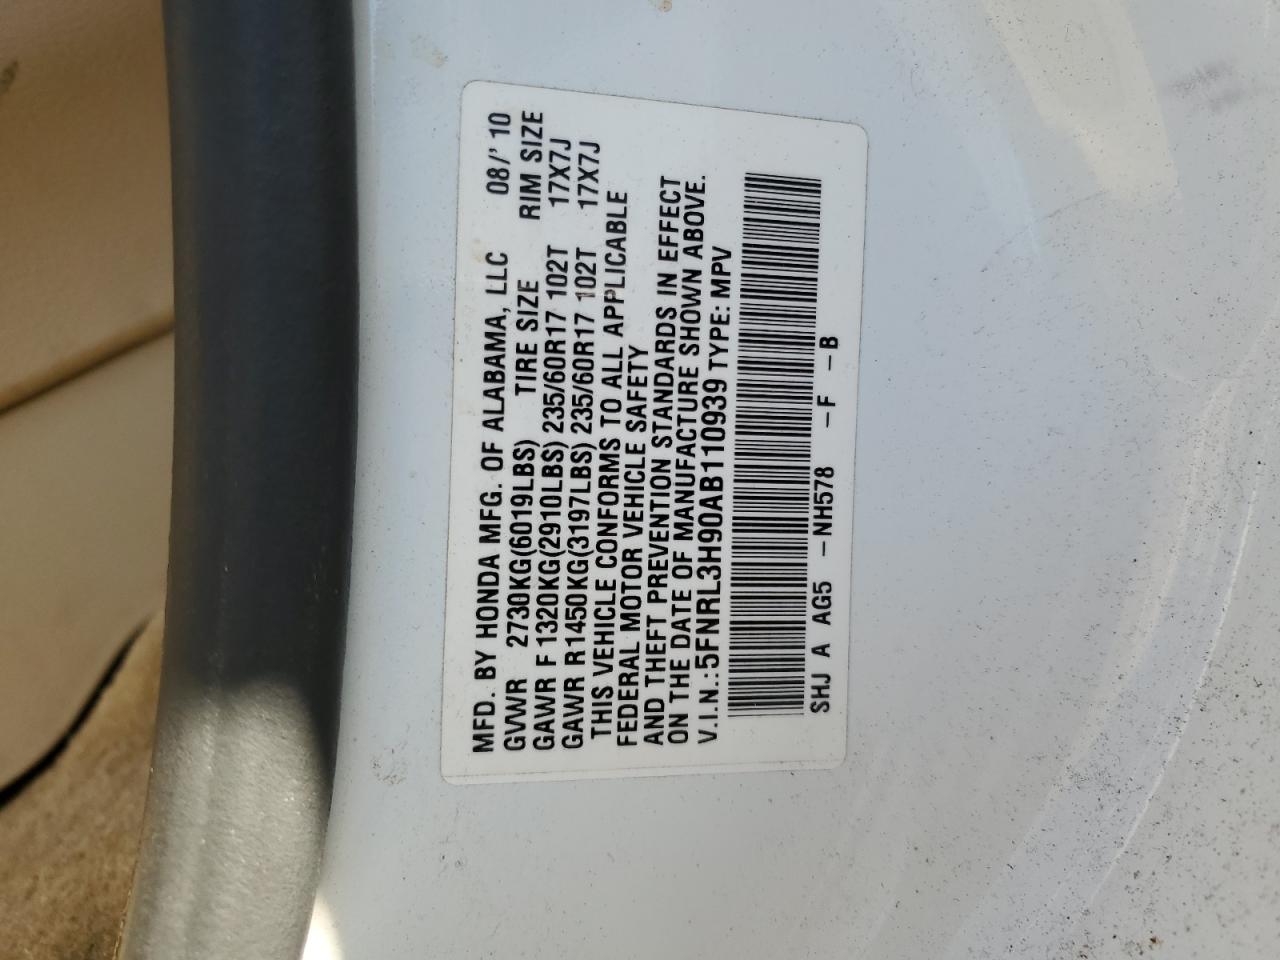 MFD. BY HONDA MFG. OF ALABAMA, LLC 08/'10
GVWR 2730KG(6019LBS) TIRE SIZE RIM SIZE
GAWR F 1320KG(2910LBS) 235/60R17 102T 17X7J
GAWR R 1450KG(3197LBS) 235/60R17 102T 17X7J
THIS VEHICLE CONFORMS TO ALL APPLICABLE
FEDERAL MOTOR VEHICLE SAFETY
AND THEFT PREVENTION STANDARDS IN EFFECT
ON THE DATE OF MANUFACTURE SHOWN ABOVE.
V.I.N.: 5FNRL3H90AB110939 TYPE: MPV
SHJ A AG5 -NH578 -F -B